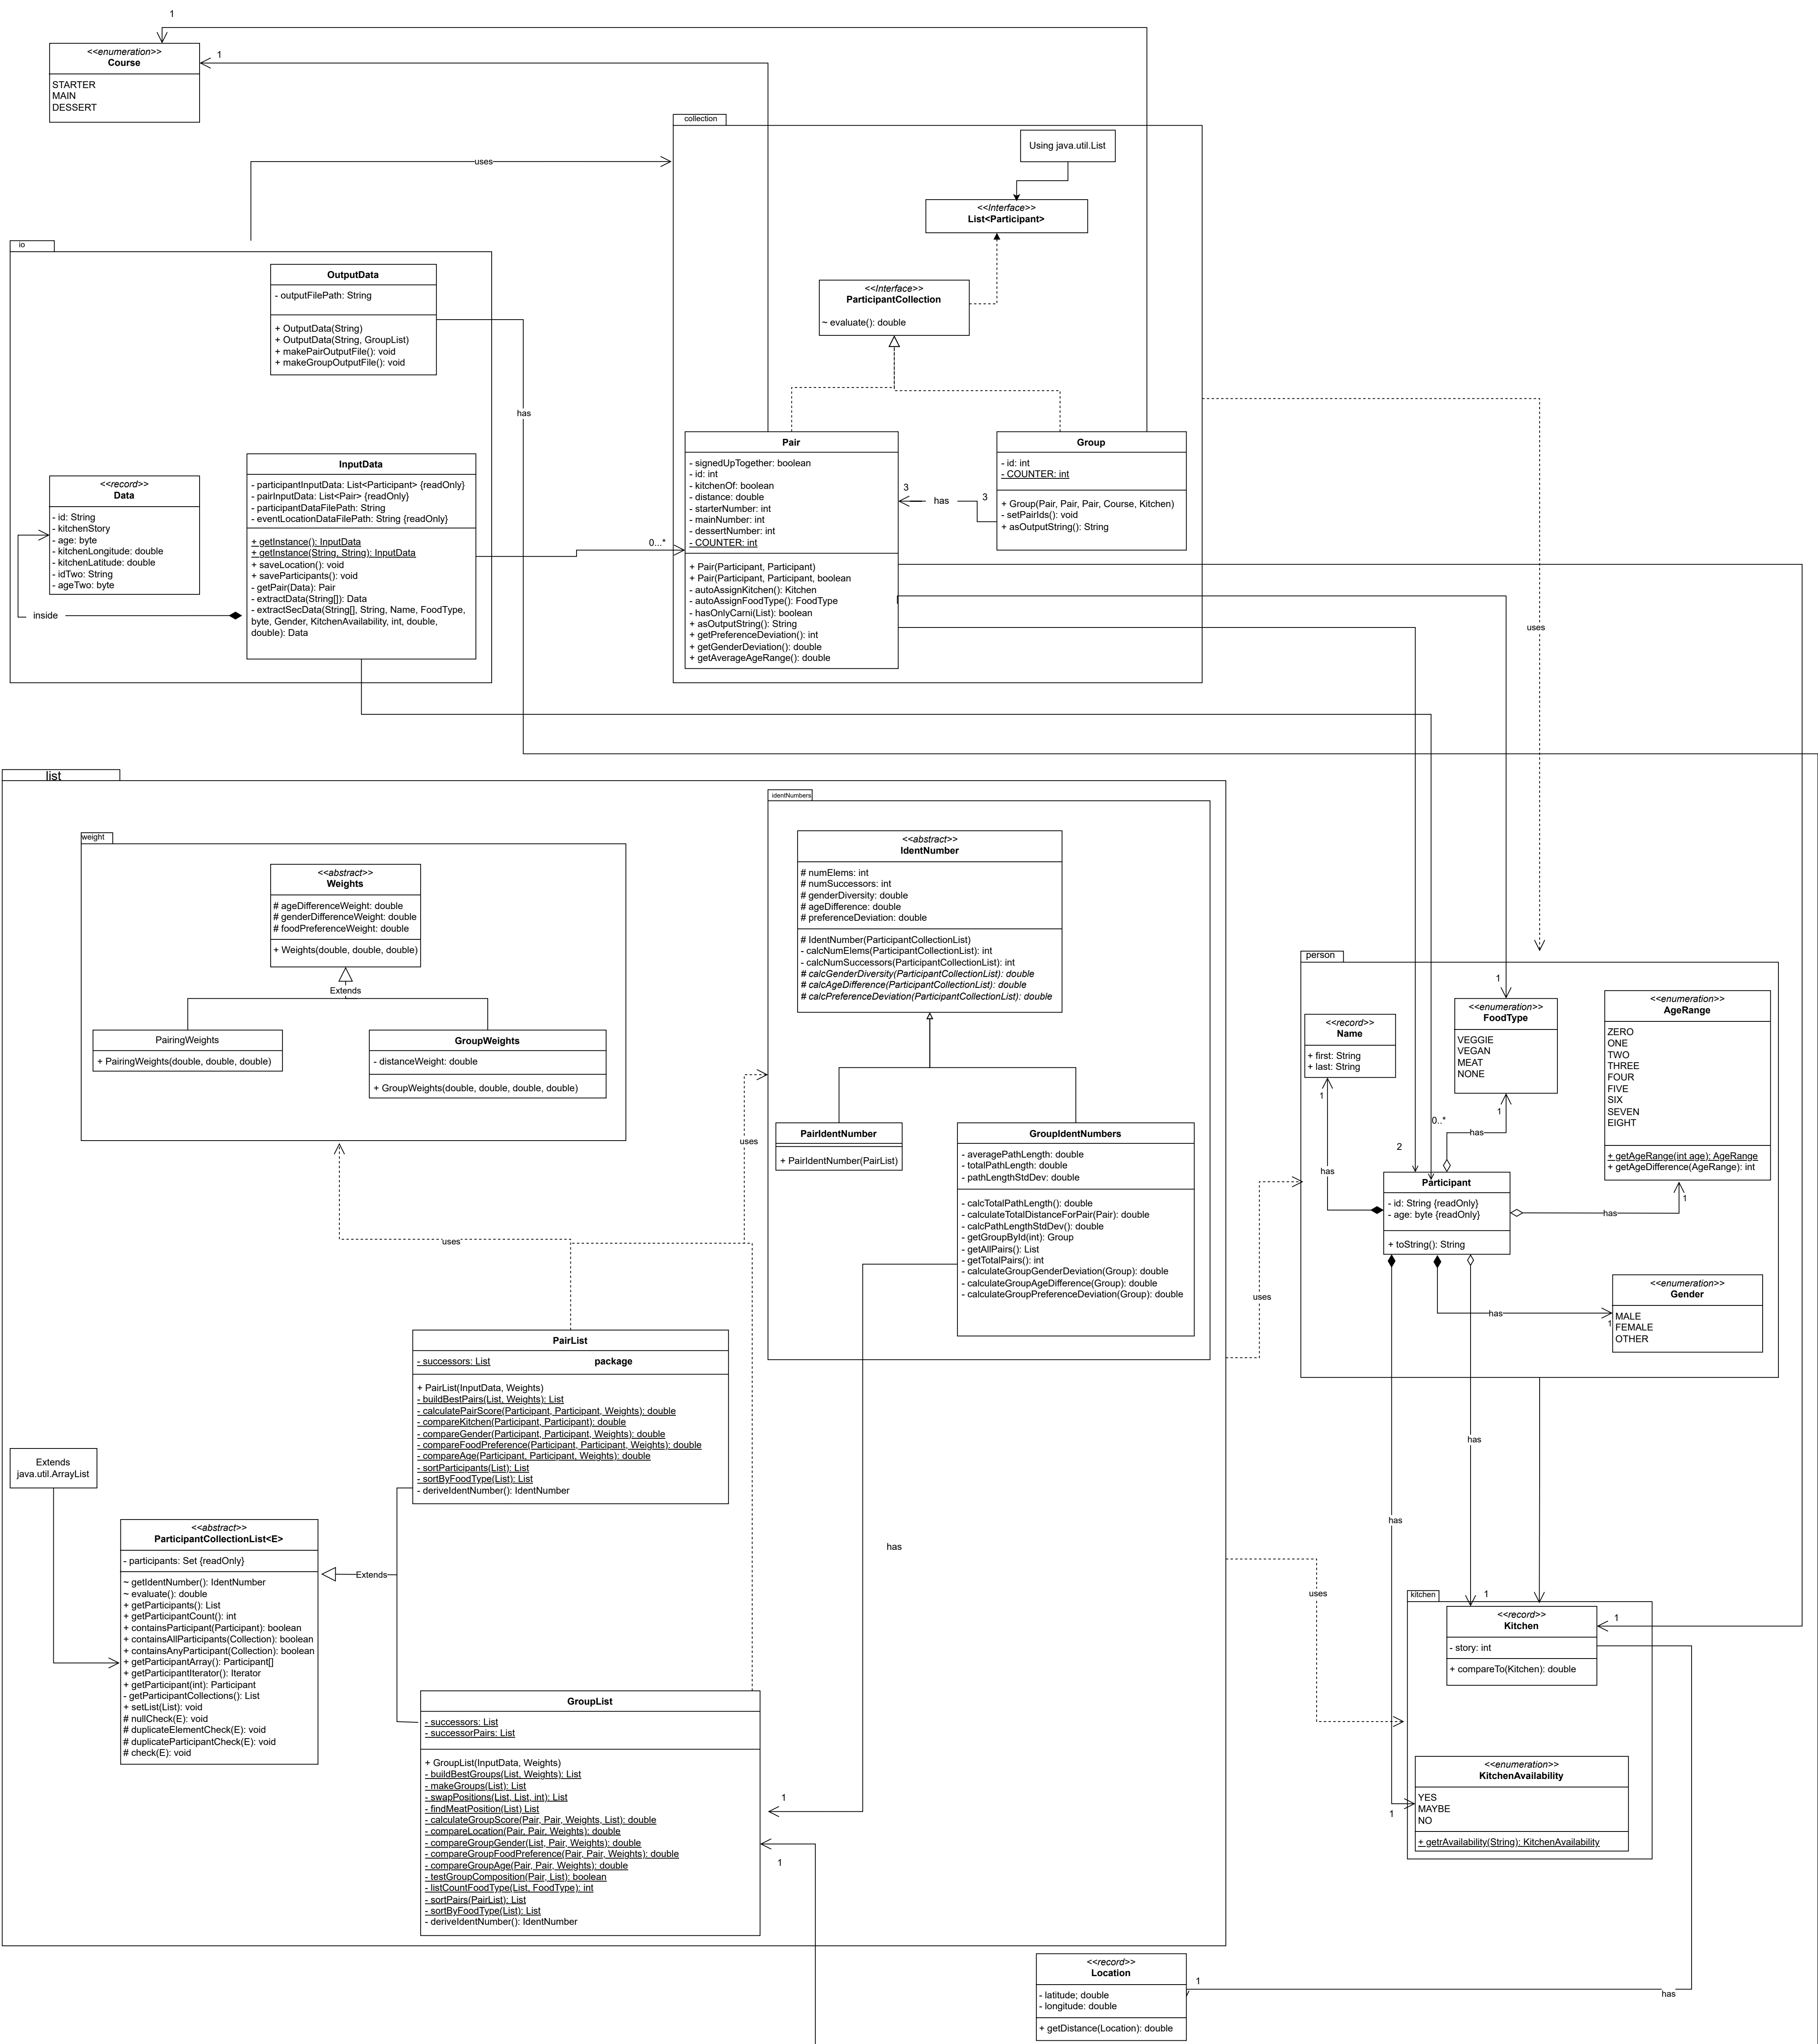 1
<<enumeration>>
Course
STARTER
MAIN
DESSERT
1
collection
Using java.util.List
<<Interface>>
List<Participant>
uses
<<Interface>>
ParticipantCollection
~ evaluate(): double
io
OutputData
- outputFilePath: String
+ OutputData(String)
+ OutputData(String, GroupList)
+ makePairOutputFile(): void
+ makeGroupOutputFile(): void
has
<<record>>
Data
- id: String
- kitchenStory
- age: byte
- kitchenLongitude: double
- kitchenLatitude: double
- idTwo: String
- ageTwo: byte
inside
InputData
- participantInputData: List<Participant> {readOnly}
- pairInputData: List<Pair> {readOnly}
- participantDataFilePath: String
- eventLocationDataFilePath: String {readOnly}
+ getInstance(): InputData
+ getInstance(String, String): InputData
+ saveLocation(): void
+ saveParticipants(): void
- getPair(Data): Pair
- extractData(String[]): Data
- extractSecData(String[], String, Name, FoodType,
byte, Gender, KitchenAvailability, int, double,
double): Data
0...*
Pair
- signedUpTogether: boolean
- id: int
- kitchenOf: boolean
- distance: double
- starterNumber: int
- mainNumber: int
- dessertNumber: int
- COUNTER: int
+ Pair(Participant, Participant)
+ Pair(Participant, Participant, boolean
- autoAssignKitchen(): Kitchen
- autoAssignFoodType(): FoodType
- hasOnlyCarni(List): boolean
+ asOutputString(): String
+ getPreferenceDeviation(): int
+ getGenderDeviation(): double
+ getAverageAgeRange(): double
3
has
3
Group
- id: int
- COUNTER: int
+ Group(Pair, Pair, Pair, Course, Kitchen)
- setPairIds(): void
+ asOutputString(): String
uses
list
weight
<<abstract>>
Weights
# ageDifferenceWeight: double
# genderDifferenceWeight: double
# foodPreferenceWeight: double
+ Weights(double, double, double)
Extends
PairingWeights
+ PairingWeights(double, double, double)
GroupWeights
- distanceWeight: double
+ GroupWeights(double, double, double, double)
identNumbers
<<abstract>>
IdentNumber
# numElems: int
# numSuccessors: int
# genderDiversity: double
# ageDifference: double
# preferenceDeviation: double
# IdentNumber(ParticipantCollectionList)
- calcNumElems(ParticipantCollectionList): int
- calcNumSuccessors(ParticipantCollectionList): int
# calcGenderDiversity(ParticipantCollectionList): double
# calcAgeDifference(ParticipantCollectionList): double
# calcPreferenceDeviation(ParticipantCollectionList): double
uses
PairIdentNumber
+ PairIdentNumber(PairList)
GroupIdentNumbers
- averagePathLength: double
- totalPathLength: double
- pathLengthStdDev: double
- calcTotalPathLength(): double
- calculateTotalDistanceForPair(Pair): double
- calcPathLengthStdDev(): double
- getGroupById(int): Group
- getAllPairs(): List
- getTotalPairs(): int
- calculateGroupGenderDeviation(Group): double
- calculateGroupAgeDifference(Group): double
- calculateGroupPreferenceDeviation(Group): double
uses
person
1
<<record>>
Name
+ first: String
+ last: String
1
<<enumeration>>
FoodType
VEGGIE
VEGAN
MEAT
NONE
1
<<enumeration>>
AgeRange
ZERO
ONE
TWO
THREE
FOUR
FIVE
SIX
SEVEN
EIGHT
+ getAgeRange(int age): AgeRange
+ getAgeDifference(AgeRange): int
0..*
has
2
has
Participant
- id: String {readOnly}
- age: byte {readOnly}
+ toString(): String
1
has
uses
<<enumeration>>
Gender
MALE
FEMALE
OTHER
has
1
PairList
- successors: List
package
+ PairList(InputData, Weights)
- buildBestPairs(List, Weights): List
- calculatePairScore(Participant, Participant, Weights): double
- compareKitchen(Participant, Participant): double
- compareGender(Participant, Participant, Weights): double
- compareFoodPreference(Participant, Participant, Weights): double
- compareAge(Participant, Participant, Weights): double
- sortParticipants(List): List
- sortByFoodType(List): List
- deriveIdentNumber(): IdentNumber
Extends
java.util.ArrayList
<<abstract>>
ParticipantCollectionList<E>
- participants: Set {readOnly}
~ getIdentNumber(): IdentNumber
~ evaluate(): double
+ getParticipants(): List
+ getParticipantCount(): int
+ containsParticipant(Participant): boolean
+ containsAllParticipants(Collection): boolean
+ containsAnyParticipant(Collection): boolean
+ getParticipantArray(): Participant[]
+ getParticipantIterator(): Iterator
+ getParticipant(int): Participant
- getParticipantCollections(): List
+ setList(List): void
# nullCheck(E): void
# duplicateElementCheck(E): void
# duplicateParticipantCheck(E): void
# check(E): void
Extends
has
has
has
uses
GroupList
- successors: List
- successorPairs: List
+ GroupList(InputData, Weights)
- buildBestGroups(List, Weights): List
- makeGroups(List): List
- swapPositions(List, List, int): List
- findMeatPosition(List) List
- calculateGroupScore(Pair, Pair, Weights, List): double
- compareLocation(Pair, Pair, Weights): double
- compareGroupGender(List, Pair, Weights): double
- compareGroupFoodPreference(Pair, Pair, Weights): double
- compareGroupAge(Pair, Pair, Weights): double
- testGroupComposition(Pair, List): boolean
- listCountFoodType(List, FoodType): int
- sortPairs(PairList): List
- sortByFoodType(List): List
- deriveIdentNumber(): IdentNumber
1
1
kitchen
1
<<record>>
Kitchen
- story: int
+ compareTo(Kitchen): double
1
<<enumeration>>
KitchenAvailability
YES
MAYBE
NO
+ getrAvailability(String): KitchenAvailability
1
<<record>>
Location
- latitude; double
- longitude: double
+ getDistance(Location): double
1
has